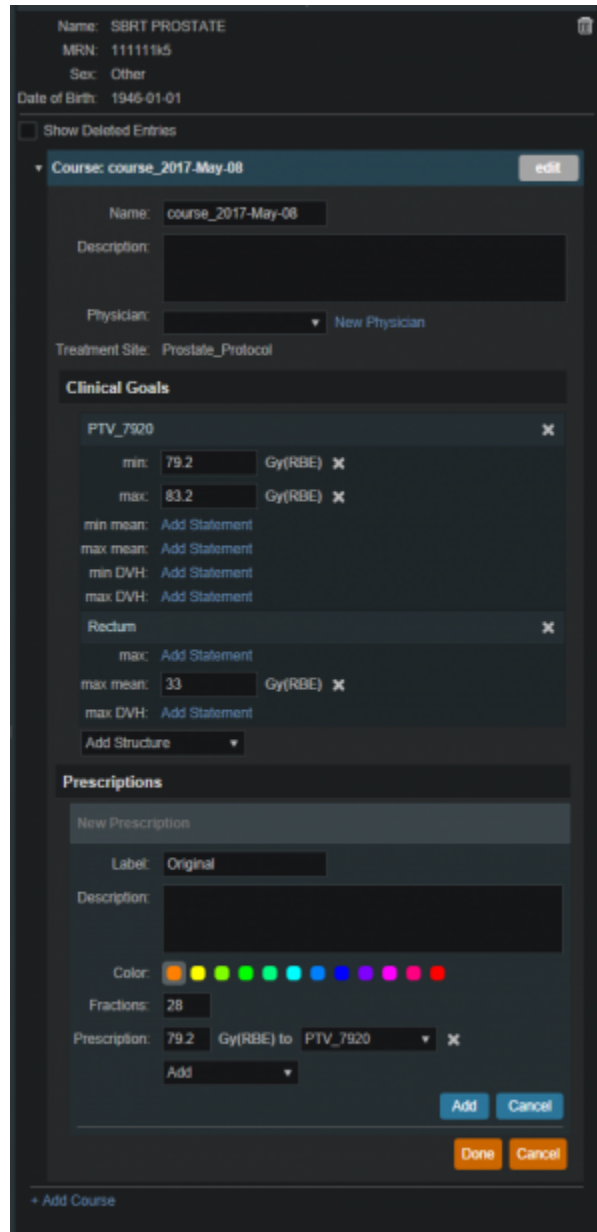 Name: SBRT PROSTATE
MRN: 111111k5
Sex: Other
Date of Birth: 1946-01-01
Show Deleted Entries
Course: course_2017-May-08 edit
Name: course_2017-May-08
Description:
Physician: New Physician
Treatment Site: Prostate_Protocol
Clinical Goals
PTV_7920
min: 79.2 Gy(RBE)
max: 83.2 Gy(RBE)
min mean: Add Statement
max mean: Add Statement
min DVH: Add Statement
max DVH: Add Statement
Rectum
max: Add Statement
max mean: 33 Gy(RBE)
max DVH: Add Statement
Add Structure
Prescriptions
New Prescription
Label: Original
Description:
Color:
Fractions: 28
Prescription: 79.2 Gy(RBE) to PTV_7920
Add
Add Cancel
Done Cancel
+ Add Course